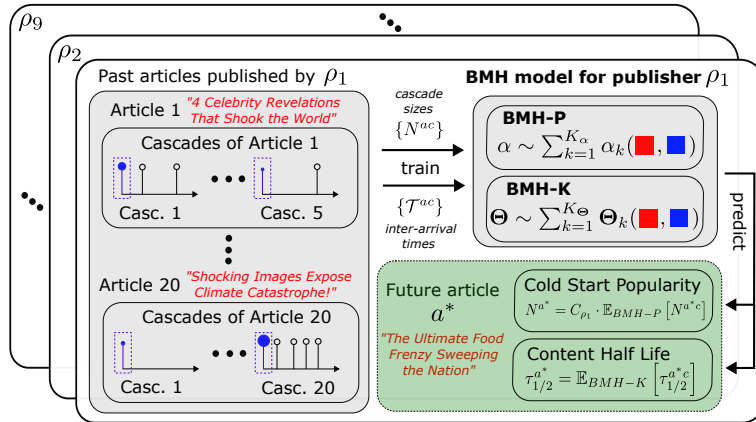 ρ₉
ρ₂
Past articles published by ρ₁
Article 1 "4 Celebrity Revelations
That Shook the World"
Cascades of Article 1
Casc. 1
Casc. 5
Article 20 "Shocking Images Expose
Climate Catastrophe!"
Cascades of Article 20
Casc. 1
Casc. 20
cascade
sizes
{N^{ac}}
train
{𝒯^{ac}}
inter-arrival
times
BMH model for publisher ρ₁
BMH-P
α ∼ ∑_{k=1}^{K_α} α_k(■, ■)
BMH-K
Θ ∼ ∑_{k=1}^{K_Θ} Θ_k(■, ■)
predict
Future article
a*
"The Ultimate Food
Frenzy Sweeping
the Nation"
Cold Start Popularity
N^{a*} = C_{ρ₁} · 𝔼_{BMH−P} [N^{a*c}]
Content Half Life
τ_{1/2}^{a*} = 𝔼_{BMH−K} [τ_{1/2}^{a*c}]